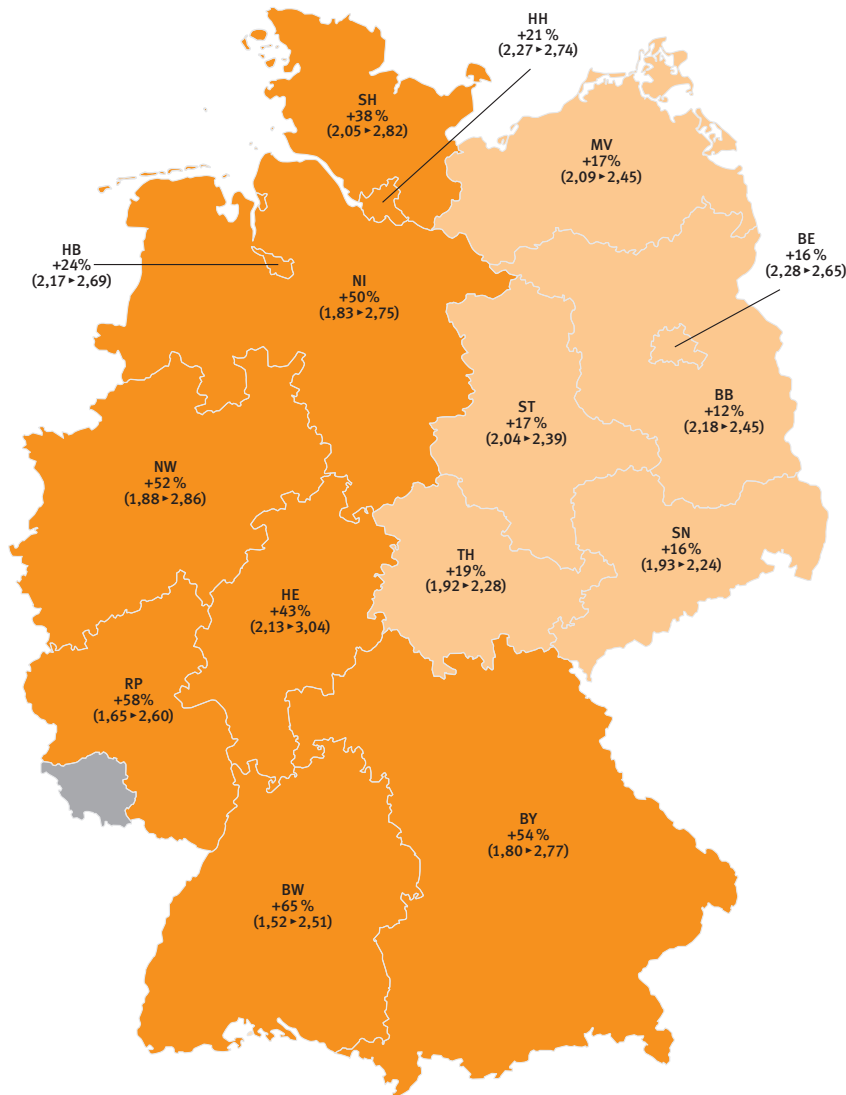 HH
+21 %
(2,27 ▸ 2,74)
SH
+38 %
(2,05 ▸ 2,82)
MV
+17%
(2,09 ▸ 2,45)
BE
+16 %
(2,28 ▸ 2,65)
HB
+24%
(2,17 ▸ 2,69)
NI
+50%
(1,83 ▸ 2,75)
ST
+17 %
(2,04 ▸ 2,39)
BB
+12%
(2,18 ▸ 2,45)
NW
+52 %
(1,88 ▸ 2,86)
SN
+16%
(1,93 ▸ 2,24)
TH
+19%
(1,92 ▸ 2,28)
HE
+43%
(2,13 ▸ 3,04)
RP
+58%
(1,65 ▸ 2,60)
BY
+54 %
(1,80 ▸ 2,77)
BW
+65 %
(1,52 ▸ 2,51)